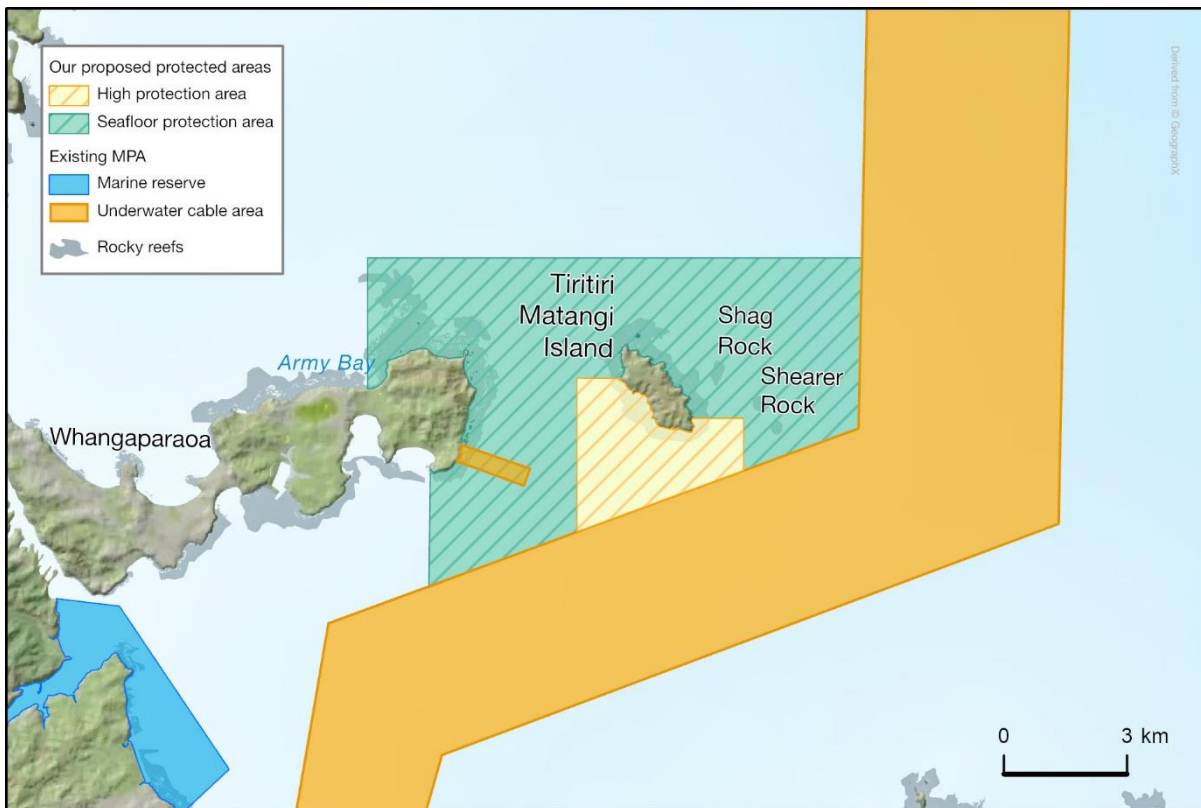 Our proposed protected areas
High protection area
Seafloor protection area
Existing MPA
Marine reserve
Underwater cable area
Rocky reefs
Derived from © GeographX
Tiritiri
Matangi
Island
Shag
Rock
Shearer
Rock
Army Bay
Whangaparaoa
0 3 km